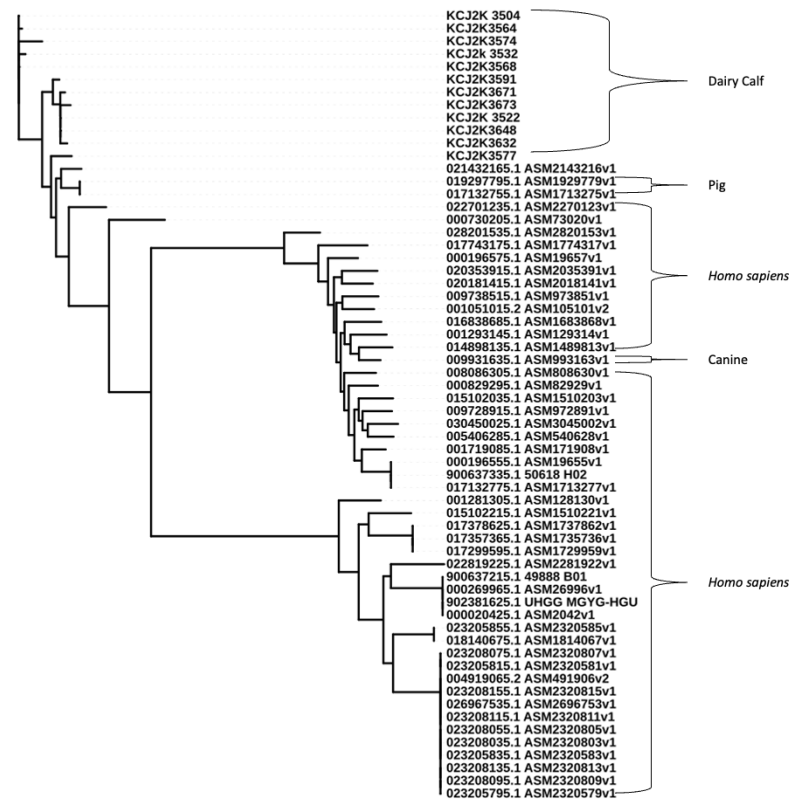 KCJ2K 3504
KCJ2K3564
KCJ2K3574
KCJ2k 3532
KCJ2K3568
KCJ2K3591
KCJ2K3671
KCJ2K3673
KCJ2K 3522
KCJ2K3648
KCJ2K3632
KCJ2K3577
Dairy Calf
021432165.1 ASM2143216v1
019297795.1 ASM1929779v1
017132755.1 ASM1713275v1
Pig
022701235.1 ASM2270123v1
000730205.1 ASM73020v1
028201535.1 ASM2820153v1
017743175.1 ASM1774317v1
000196575.1 ASM19657v1
020353915.1 ASM2035391v1
020181415.1 ASM2018141v1
009738515.1 ASM973851v1
001051015.2 ASM105101v2
016838685.1 ASM1683868v1
001293145.1 ASM129314v1
014898135.1 ASM1489813v1
Homo sapiens
009931635.1 ASM993163v1
Canine
008086305.1 ASM808630v1
000829295.1 ASM82929v1
015102035.1 ASM1510203v1
009728915.1 ASM972891v1
030450025.1 ASM3045002v1
005406285.1 ASM540628v1
001719085.1 ASM171908v1
000196555.1 ASM19655v1
900637335.1 50618 H02
017132775.1 ASM1713277v1
001281305.1 ASM128130v1
015102215.1 ASM1510221v1
017378625.1 ASM1737862v1
017357365.1 ASM1735736v1
017299595.1 ASM1729959v1
022819225.1 ASM2281922v1
900637215.1 49888 B01
000269965.1 ASM26996v1
902381625.1 UHGG MGYG-HGU
000020425.1 ASM2042v1
023205855.1 ASM2320585v1
018140675.1 ASM1814067v1
023208075.1 ASM2320807v1
023205815.1 ASM2320581v1
004919065.2 ASM491906v2
023208155.1 ASM2320815v1
026967535.1 ASM2696753v1
023208115.1 ASM2320811v1
023208055.1 ASM2320805v1
023208035.1 ASM2320803v1
023205835.1 ASM2320583v1
023208135.1 ASM2320813v1
023208095.1 ASM2320809v1
023205795.1 ASM2320579v1
Homo sapiens